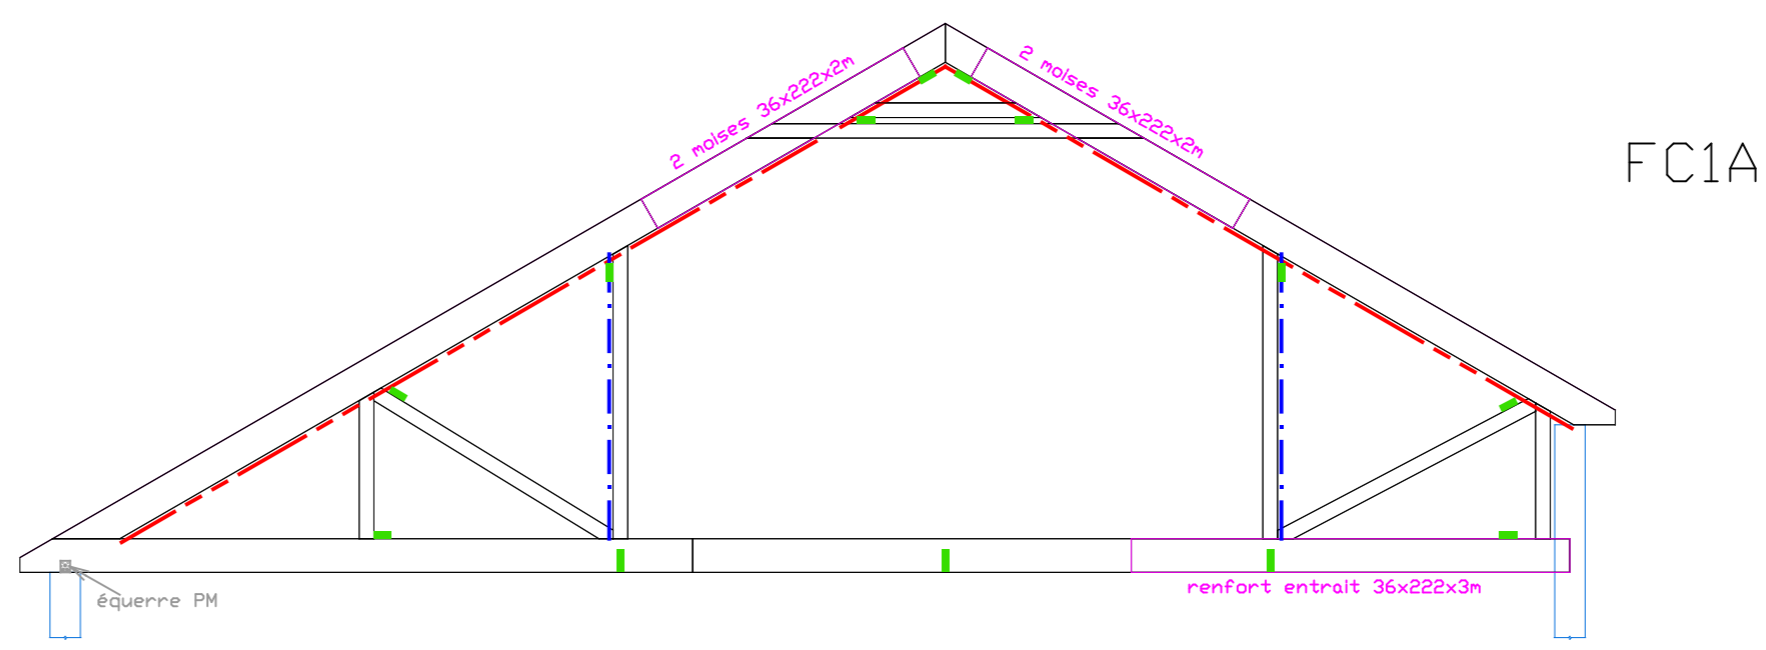 2 moises 36x222x2m
2 moises 36x222x2m
FC1A
renfort entrait 36x222x3m
équerre PM